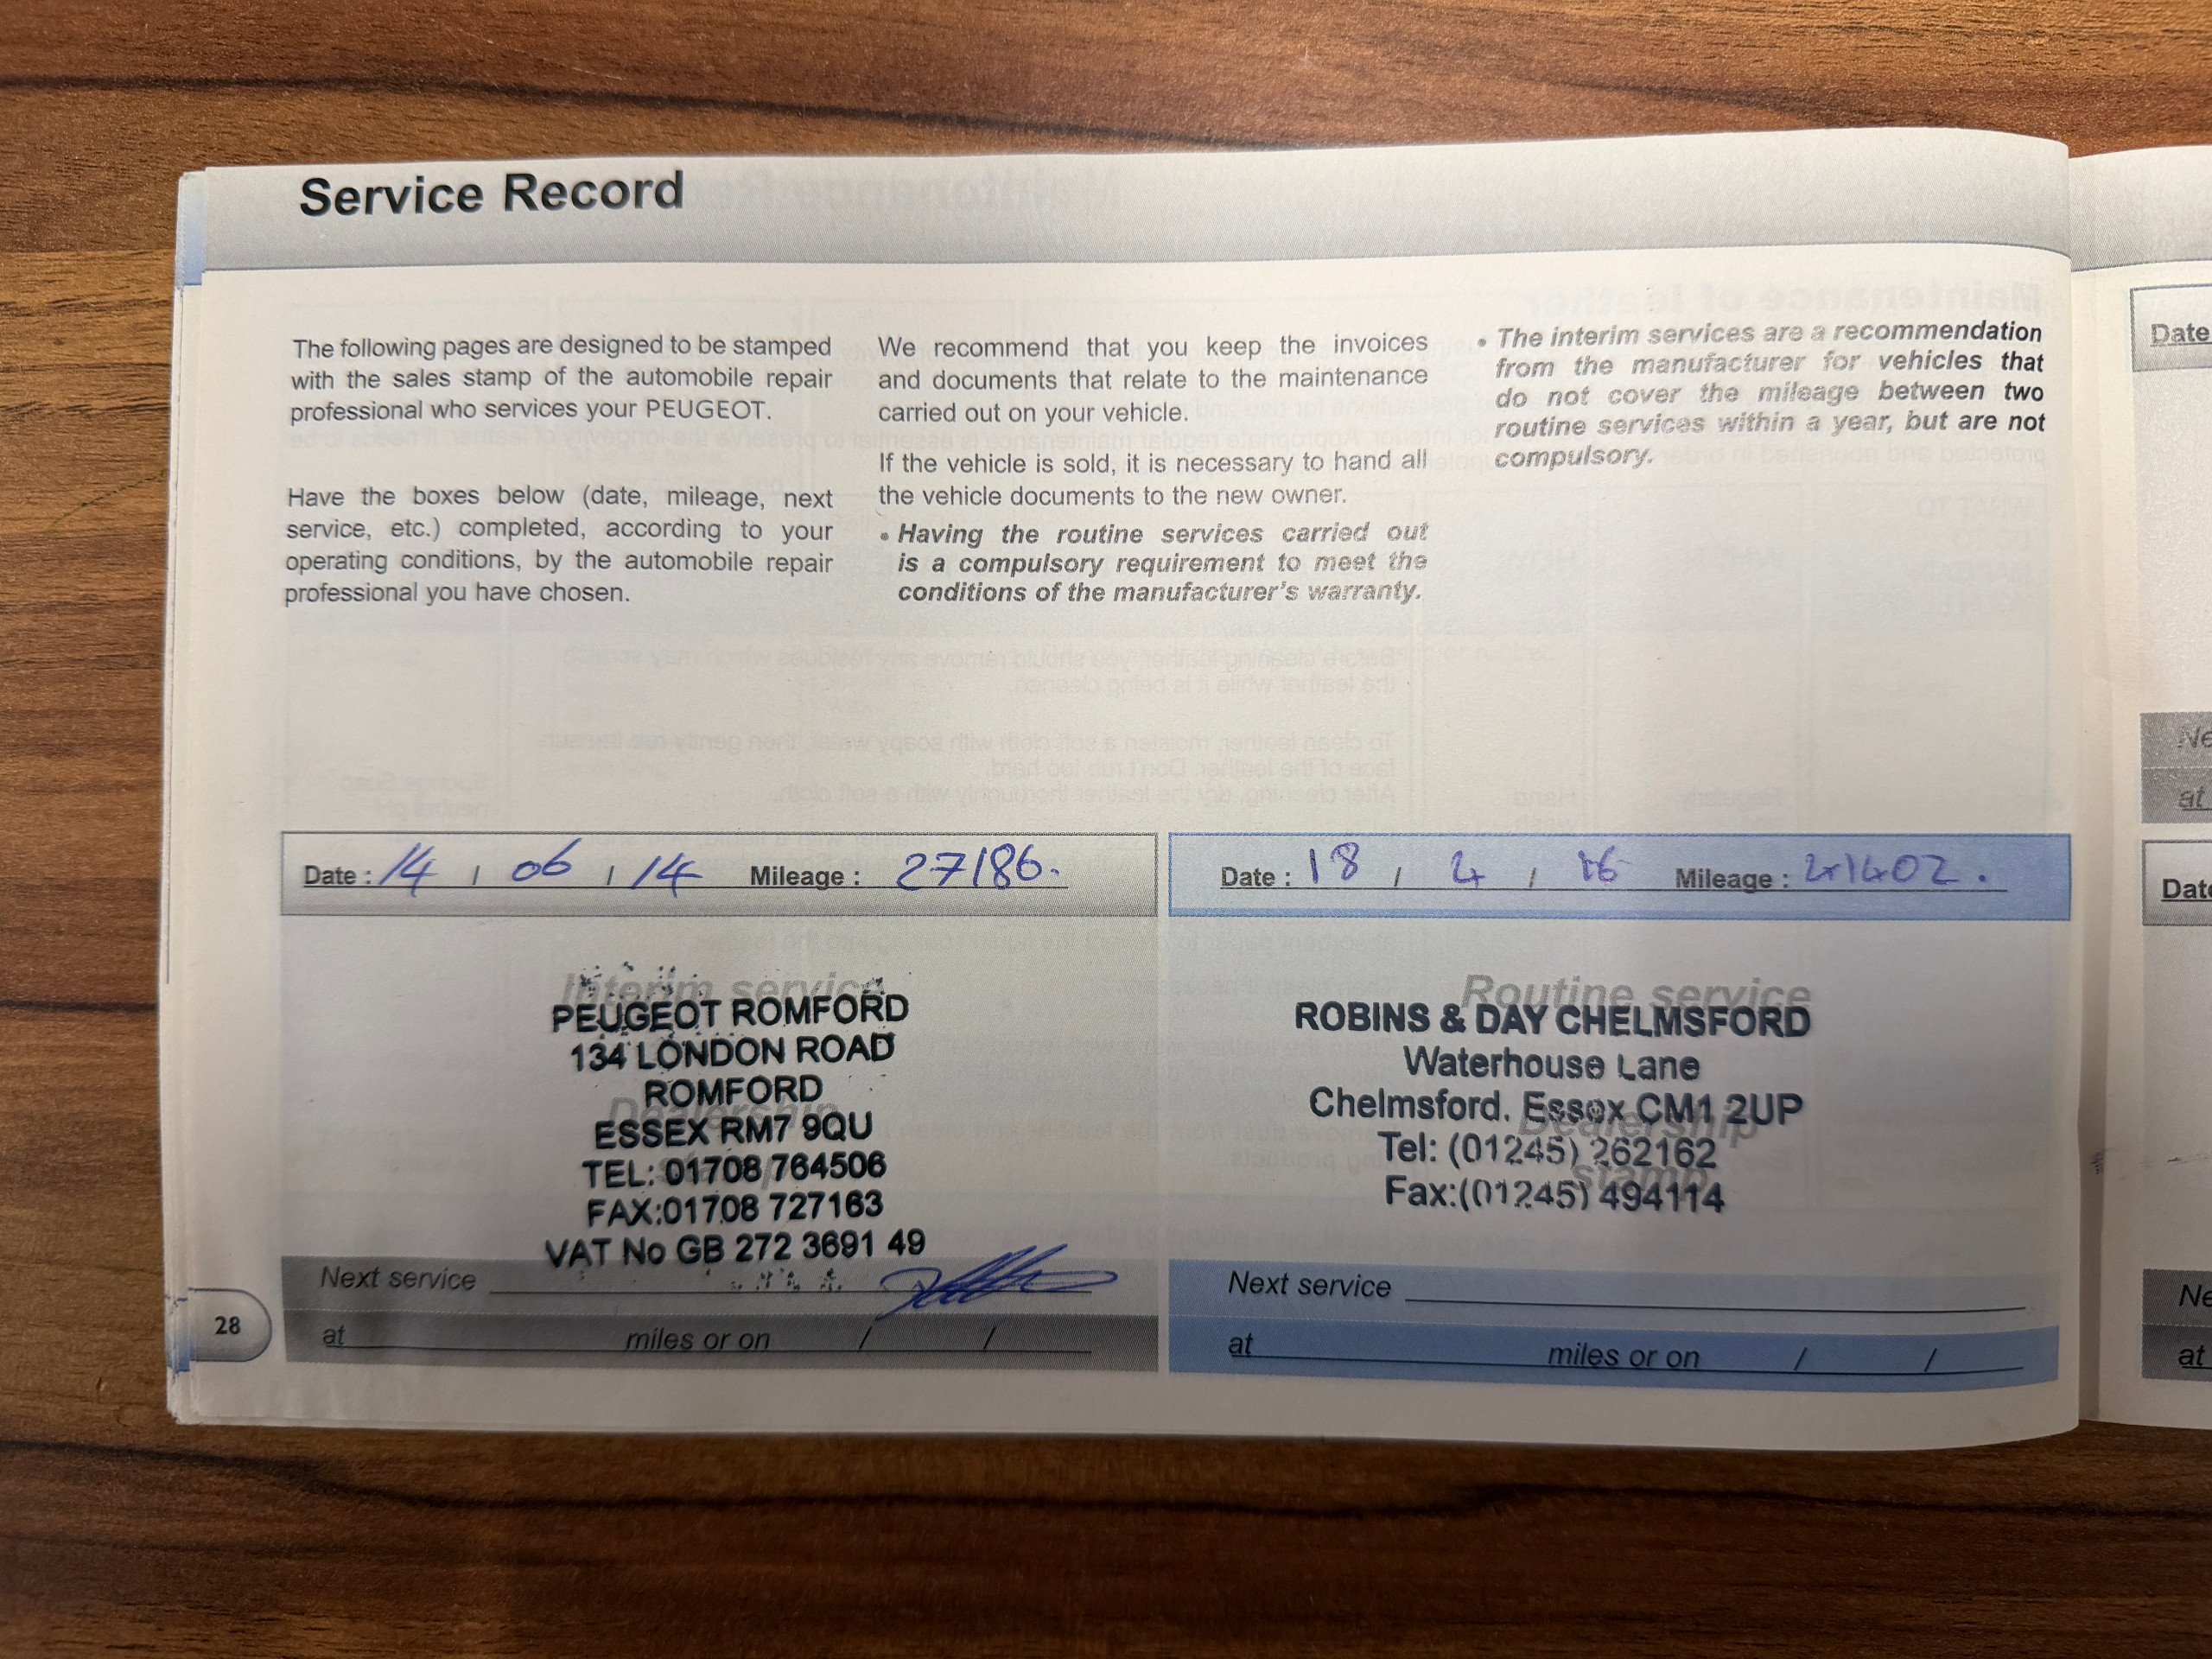 Service Record
The following pages are designed to be stamped
with the sales stamp of the automobile repair
professional who services your PEUGEOT.
Have the boxes below (date, mileage, next
service, etc.) completed, according to your
operating conditions, by the automobile repair
professional you have chosen.
We recommend that you keep the invoices
and documents that relate to the maintenance
carried out on your vehicle.
If the vehicle is sold, it is necessary to hand all
the vehicle documents to the new owner.
• Having the routine services carried out
is a compulsory requirement to meet the
conditions of the manufacturer's warranty.
• The interim services are a recommendation
from the manufacturer for vehicles that
do not cover the mileage between two
routine services within a year, but are not
compulsory.
Date : 14 / 06 / 14 Mileage : 27186.
Interim service
Dealership
PEUGEOT ROMFORD
134 LONDON ROAD
ROMFORD
ESSEX RM7 9QU
TEL: 01708 764506
FAX:01708 727163
VAT No GB 272 3691 49
Next service
at miles or on / /
Date : 18 / 4 / 16 Mileage : 41402.
Routine service
Dealership
stamp
ROBINS & DAY CHELMSFORD
Waterhouse Lane
Chelmsford. Essex CM1 2UP
Tel: (01245) 262162
Fax:(01245) 494114
Next service
at miles or on / /
28
Date
Ne
at
Date
Ne
at